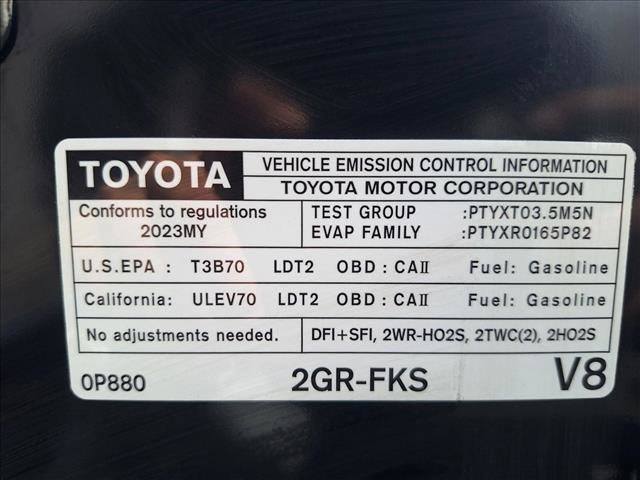 TOYOTA VEHICLE EMISSION CONTROL INFORMATION
TOYOTA MOTOR CORPORATION
Conforms to regulations
2023MY
TEST GROUP :PTYXT03.5M5N
EVAP FAMILY :PTYXR0165P82
U.S.EPA : T3B70 LDT2 OBD : CAII Fuel: Gasoline
California: ULEV70 LDT2 OBD : CAII Fuel: Gasoline
No adjustments needed. DFI+SFI, 2WR-HO2S, 2TWC(2), 2HO2S
0P880 2GR-FKS V8